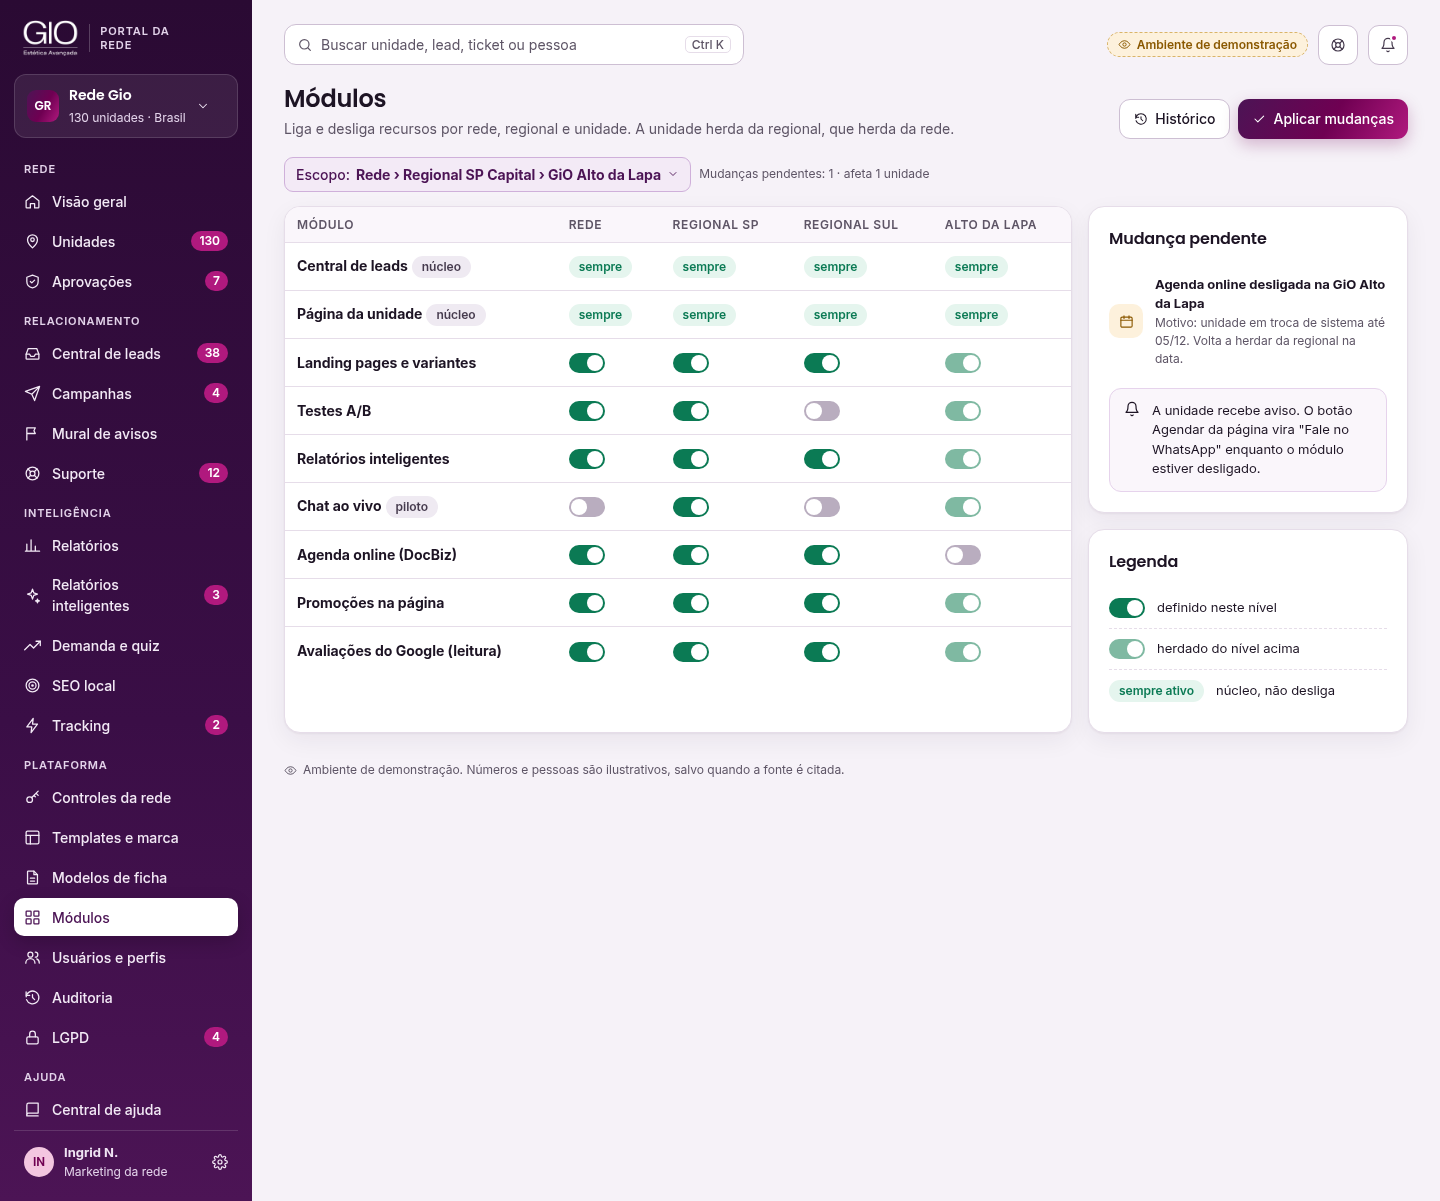 GIO
Estética Avançada
PORTAL DA
REDE
GR
Rede Gio
130 unidades · Brasil
REDE
Visão geral
Unidades 130
Aprovações 7
RELACIONAMENTO
Central de leads 38
Campanhas 4
Mural de avisos
Suporte 12
INTELIGÊNCIA
Relatórios
Relatórios
inteligentes 3
Demanda e quiz
SEO local
Tracking 2
PLATAFORMA
Controles da rede
Templates e marca
Modelos de ficha
Módulos
Usuários e perfis
Auditoria
LGPD 4
AJUDA
Central de ajuda
IN
Ingrid N.
Marketing da rede
Buscar unidade, lead, ticket ou pessoa Ctrl K
Ambiente de demonstração
Módulos
Liga e desliga recursos por rede, regional e unidade. A unidade herda da regional, que herda da rede.
Histórico
Aplicar mudanças
Escopo: Rede › Regional SP Capital › GiO Alto da Lapa
Mudanças pendentes: 1 · afeta 1 unidade
MÓDULO REDE REGIONAL SP REGIONAL SUL ALTO DA LAPA
Central de leads núcleo sempre sempre sempre sempre
Página da unidade núcleo sempre sempre sempre sempre
Landing pages e variantes
Testes A/B
Relatórios inteligentes
Chat ao vivo piloto
Agenda online (DocBiz)
Promoções na página
Avaliações do Google (leitura)
Mudança pendente
Agenda online desligada na GiO Alto
da Lapa
Motivo: unidade em troca de sistema até
05/12. Volta a herdar da regional na
data.
A unidade recebe aviso. O botão
Agendar da página vira "Fale no
WhatsApp" enquanto o módulo
estiver desligado.
Legenda
definido neste nível
herdado do nível acima
sempre ativo núcleo, não desliga
Ambiente de demonstração. Números e pessoas são ilustrativos, salvo quando a fonte é citada.